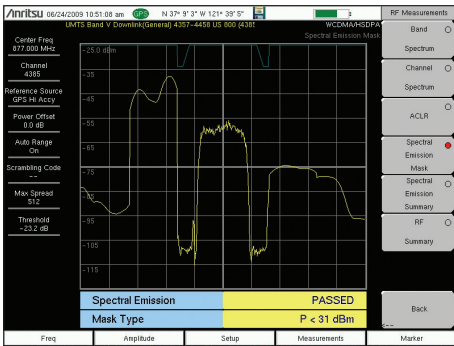 Anritsu 06/24/2009 10:51:08 am GPS N 37° 9' 3" W 121° 39' 5"
UMTS Band V Downlink(General) 4357-4458 US 800 (4385 WCDMA/HSDPA
Spectral Emission Mask
Center Freq
877.000 MHz
Channel
4385
Reference Source
GPS Hi Accy
Power Offset
0.0 dB
Auto Range
On
Scrambling Code
--
Max Spread
512
Threshold
-23.2 dB
-25.0 dBm
-35
-45
-55
-65
-75
-85
-95
-105
-115
Spectral Emission PASSED
Mask Type P < 31 dBm
RF Measurements
Band
Spectrum
Channel
Spectrum
ACLR
Spectral
Emission
Mask
Spectral
Emission
Summary
RF
Summary
Back
<--
Freq Amplitude Setup Measurements Marker